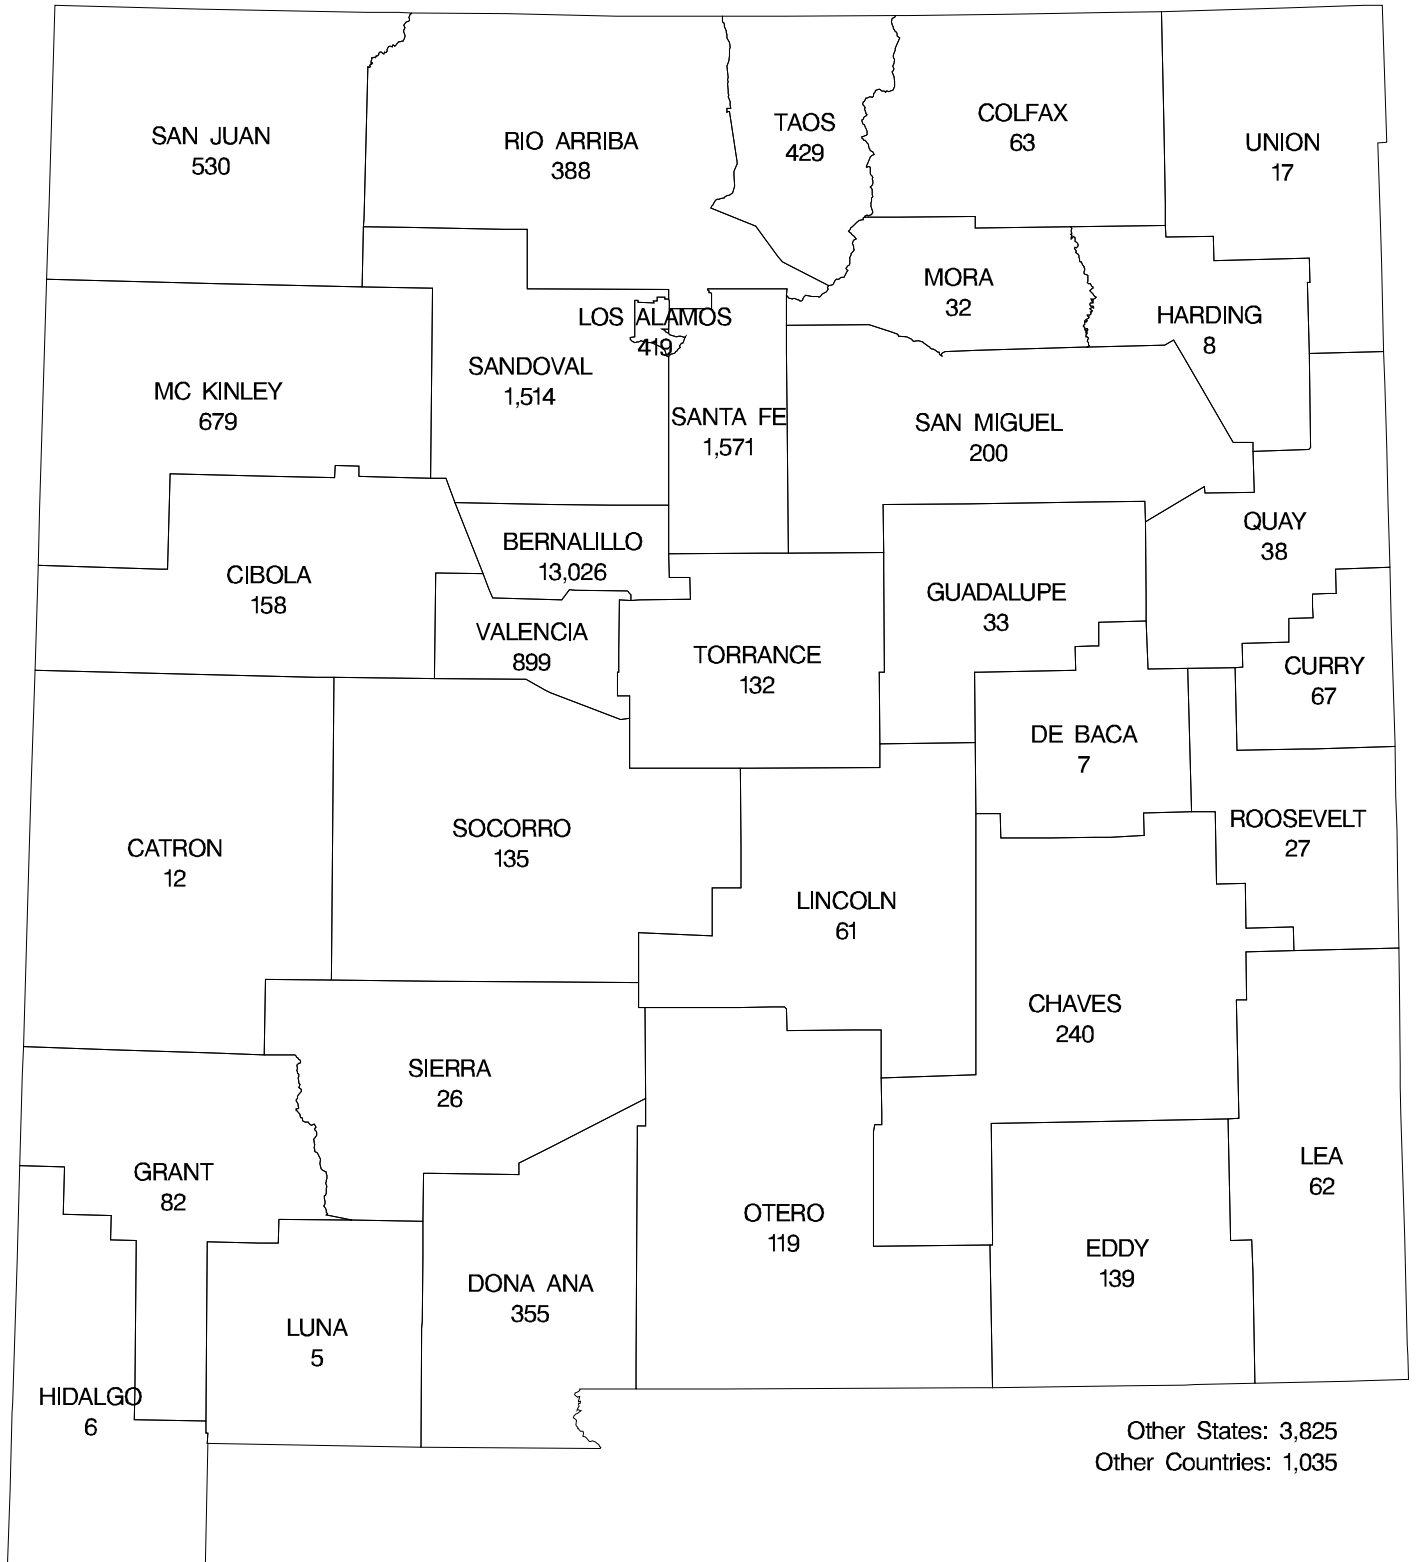 SAN JUAN
530
RIO ARRIBA
388
TAOS
429
COLFAX
63
UNION
17
MORA
32
HARDING
8
LOS ALAMOS
419
SANDOVAL
1,514
MC KINLEY
679
SANTA FE
1,571
SAN MIGUEL
200
QUAY
38
BERNALILLO
13,026
CIBOLA
158
GUADALUPE
33
VALENCIA
899
TORRANCE
132
CURRY
67
DE BACA
7
ROOSEVELT
27
SOCORRO
135
CATRON
12
LINCOLN
61
CHAVES
240
SIERRA
26
LEA
62
GRANT
82
OTERO
119
EDDY
139
DONA ANA
355
LUNA
5
HIDALGO
6
Other States: 3,825
Other Countries: 1,035